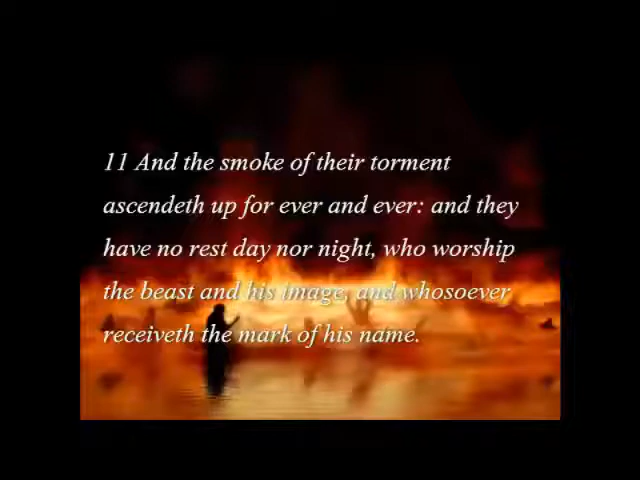 11 And the smoke of their torment
ascendeth up for ever and ever: and they
have no rest day nor night, who worship
the beast and his image, and whosoever
receiveth the mark of his name.